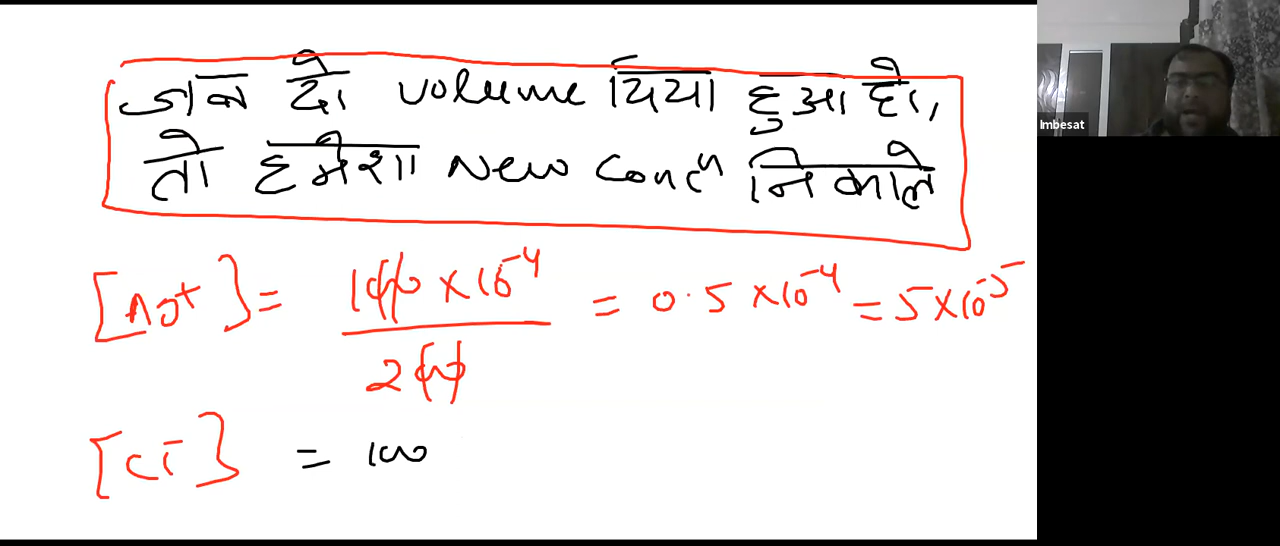 जब दो volume दिया हुआ हो,
तो हमेशा New Concn निकाले
[Ag+] = 100 × 10^-4 / 200 = 0.5 × 10^-4 = 5 × 10^-5
[Cl-] = 100
Imbesat